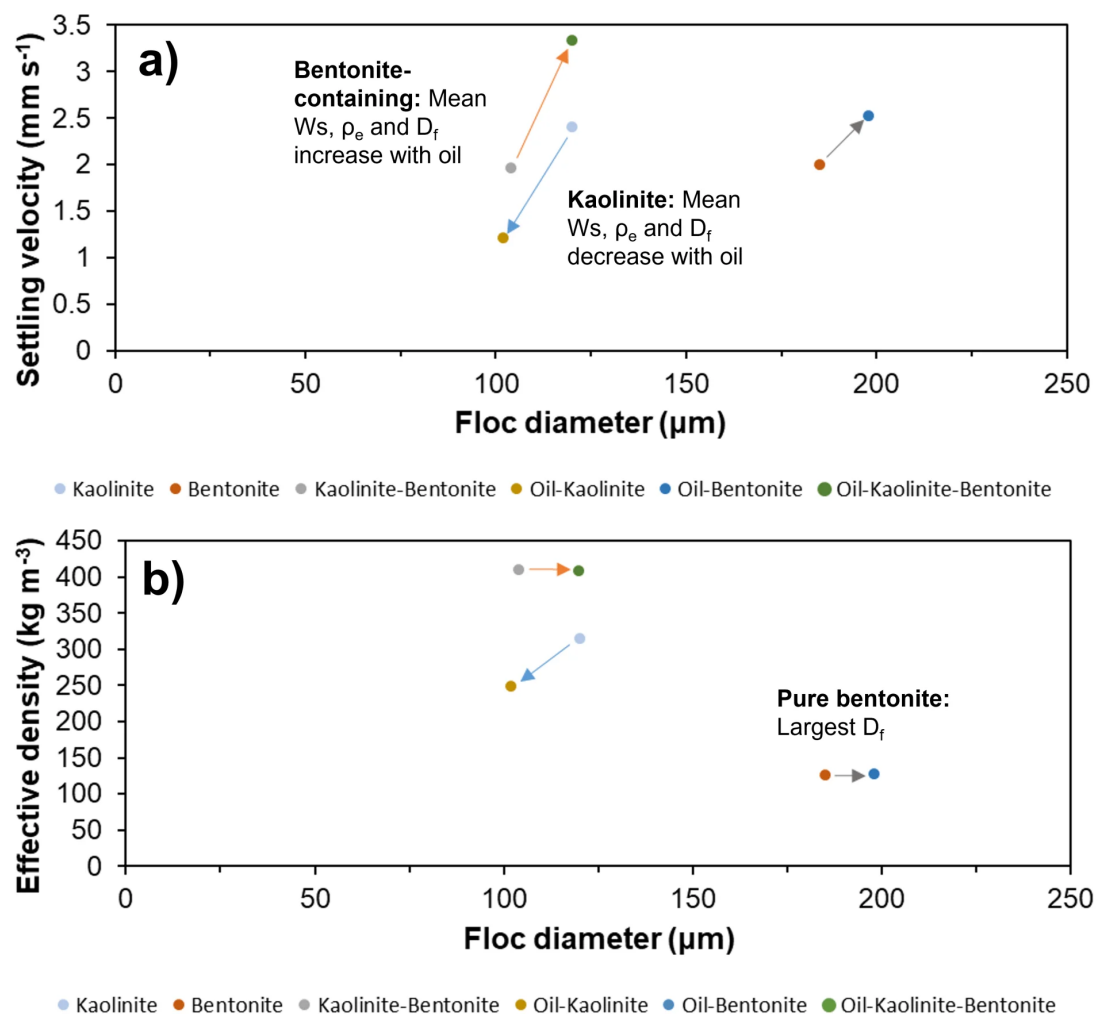 a)
Settling velocity (mm s⁻¹)
3.5
3
2.5
2
1.5
1
0.5
0
Bentonite-
containing: Mean
Ws, ρₑ and D_f
increase with oil
Kaolinite: Mean
Ws, ρₑ and D_f
decrease with oil
0 50 100 150 200 250
Floc diameter (μm)
Kaolinite Bentonite Kaolinite-Bentonite Oil-Kaolinite Oil-Bentonite Oil-Kaolinite-Bentonite
b)
Effective density (kg m⁻³)
450
400
350
300
250
200
150
100
50
0
Pure bentonite:
Largest D_f
0 50 100 150 200 250
Floc diameter (μm)
Kaolinite Bentonite Kaolinite-Bentonite Oil-Kaolinite Oil-Bentonite Oil-Kaolinite-Bentonite